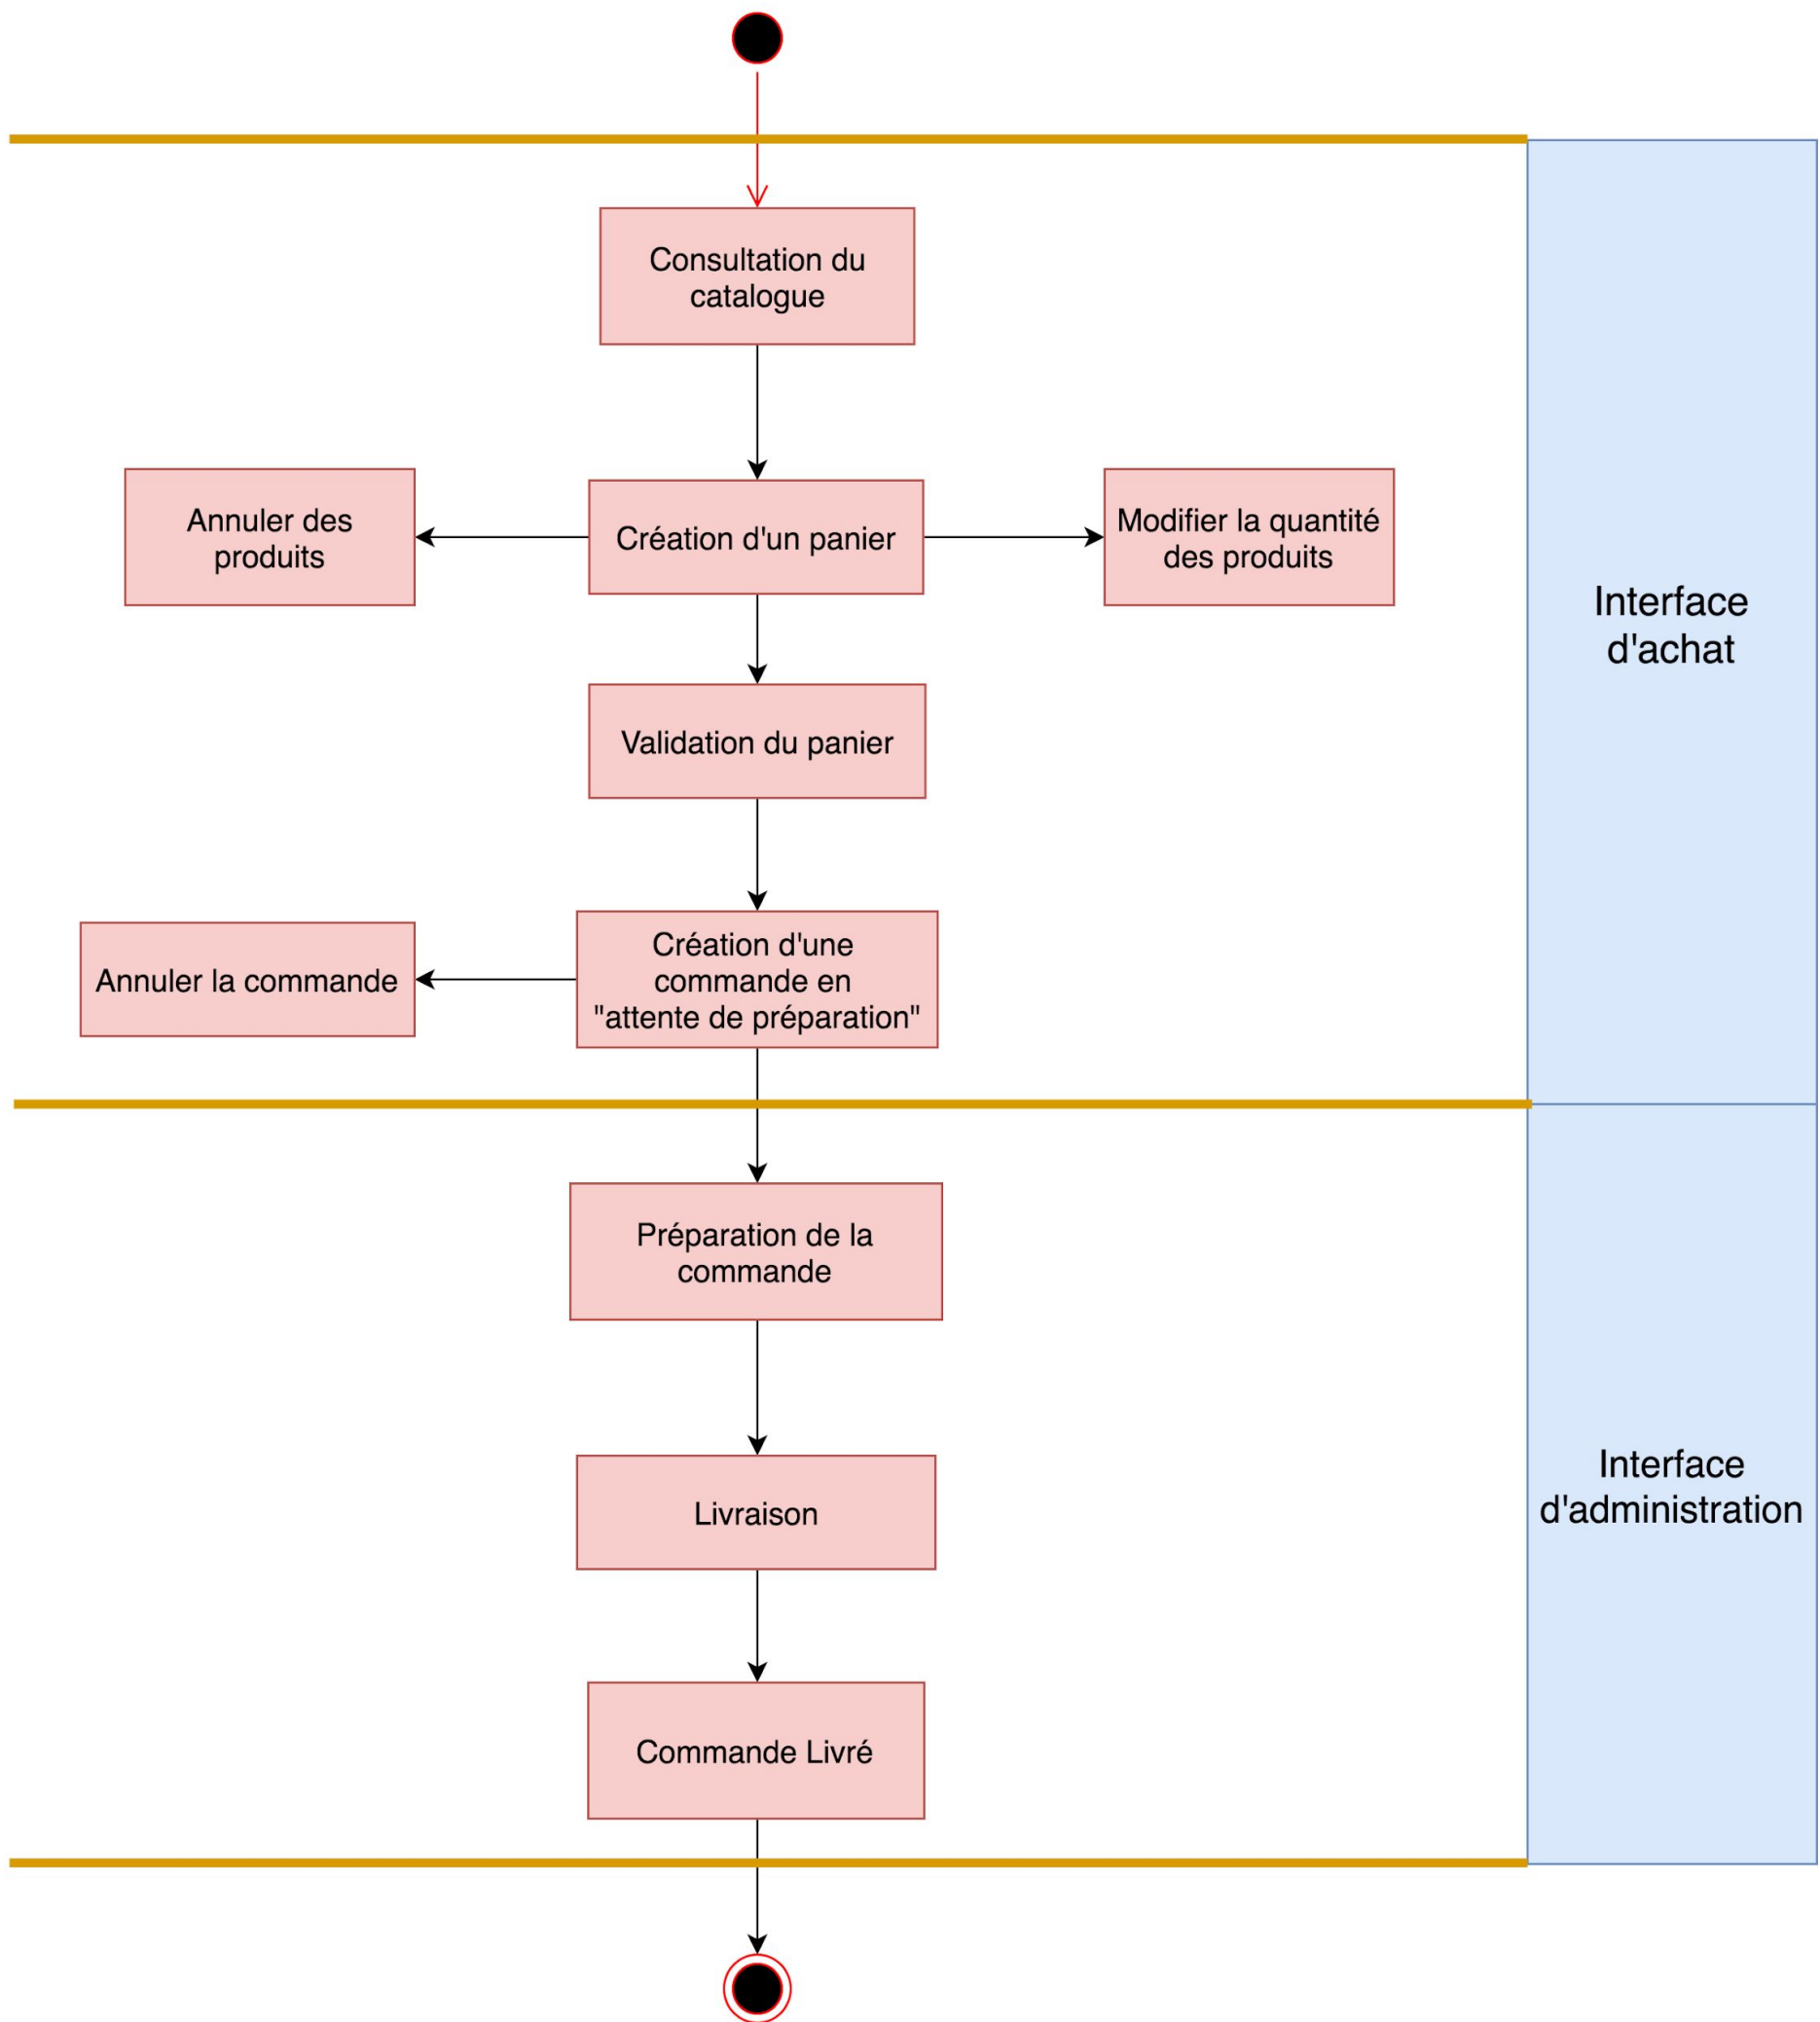 Consultation du
catalogue
Annuler des
produits
Création d'un panier
Modifier la quantité
des produits
Interface
d'achat
Validation du panier
Annuler la commande
Création d'une
commande en
"attente de préparation"
Préparation de la
commande
Interface
d'administration
Livraison
Commande Livré